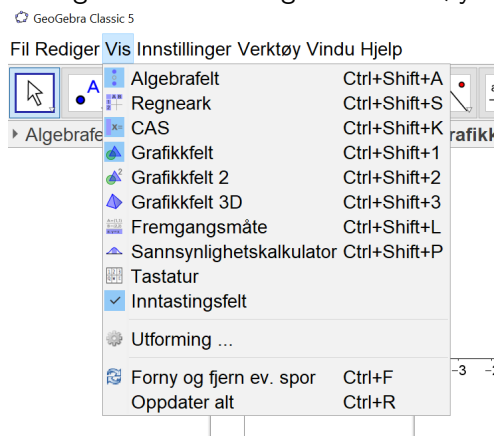 GeoGebra Classic 5
Fil Rediger Vis Innstillinger Verktøy Vindu Hjelp
Algebrafelt Ctrl+Shift+A
Regneark Ctrl+Shift+S
CAS Ctrl+Shift+K
Grafikkfelt Ctrl+Shift+1
Grafikkfelt 2 Ctrl+Shift+2
Grafikkfelt 3D Ctrl+Shift+3
Fremgangsmåte Ctrl+Shift+L
Sannsynlighetskalkulator Ctrl+Shift+P
Tastatur
Inntastingsfelt
Utforming ...
Forny og fjern ev. spor Ctrl+F
Oppdater alt Ctrl+R
A
Algebrafe
rafikk
-3